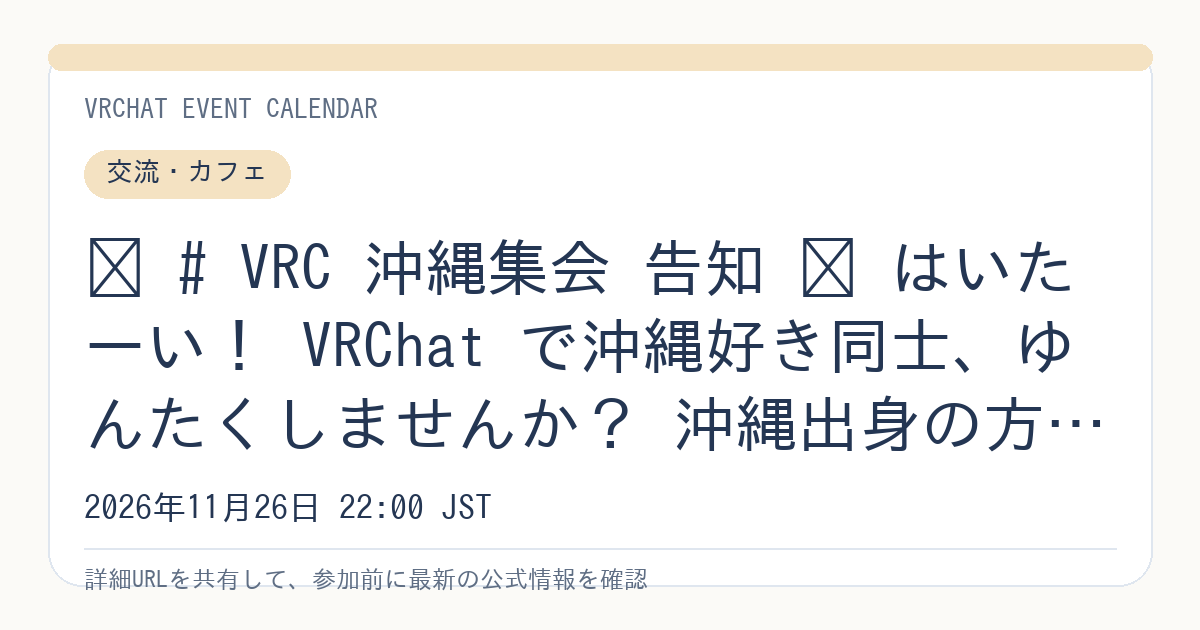 VRCHAT EVENT CALENDAR
交流・カフェ
# VRC 沖縄集会 告知 はいた
ーい！ VRChat で沖縄好き同士、ゆ
んたくしませんか？ 沖縄出身の方…
2026年11月26日 22:00 JST
詳細URLを共有して、参加前に最新の公式情報を確認